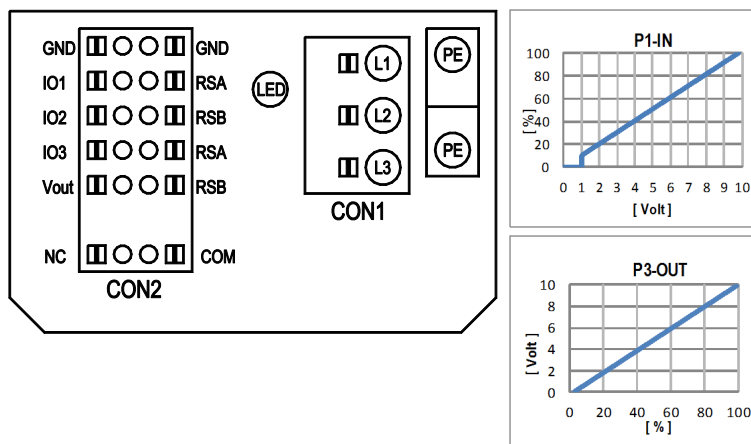 GND GND
IO1 RSA
IO2 RSB
IO3 RSA
Vout RSB
NC COM
CON2
LED
L1
L2
L3
CON1
PE
PE
P1-IN
[ %]
100
80
60
40
20
0
0 1 2 3 4 5 6 7 8 9 10
[ Volt ]
P3-OUT
[ Volt ]
10
8
6
4
2
0
0 20 40 60 80 100
[ % ]